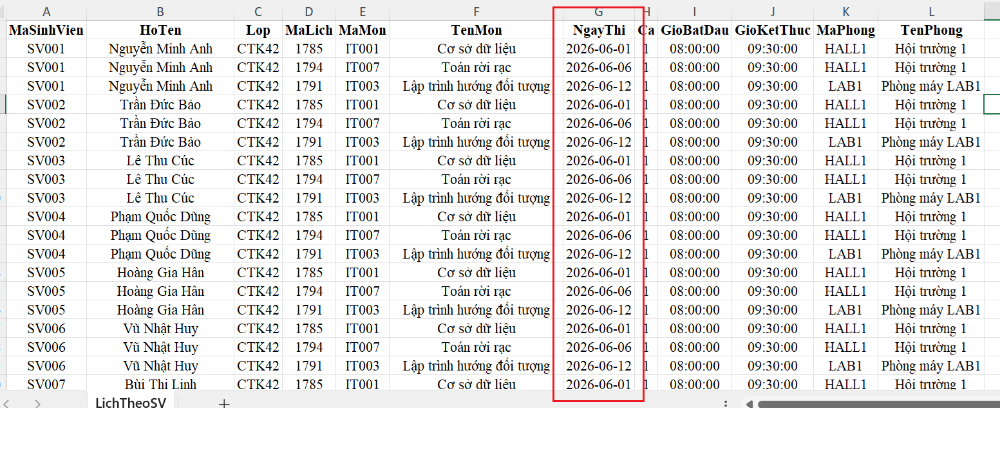 A B C D E F G H I J K L
MaSinhVien HoTen Lop MaLich MaMon TenMon NgayThi Ca GioBatDau GioKetThuc MaPhong TenPhong
SV001 Nguyễn Minh Anh CTK42 1785 IT001 Cơ sở dữ liệu 2026-06-01 1 08:00:00 09:30:00 HALL1 Hội trường 1
SV001 Nguyễn Minh Anh CTK42 1794 IT007 Toán rời rạc 2026-06-06 1 08:00:00 09:30:00 HALL1 Hội trường 1
SV001 Nguyễn Minh Anh CTK42 1791 IT003 Lập trình hướng đối tượng 2026-06-12 1 08:00:00 09:30:00 LAB1 Phòng máy LAB1
SV002 Trần Đức Bảo CTK42 1785 IT001 Cơ sở dữ liệu 2026-06-01 1 08:00:00 09:30:00 HALL1 Hội trường 1
SV002 Trần Đức Bảo CTK42 1794 IT007 Toán rời rạc 2026-06-06 1 08:00:00 09:30:00 HALL1 Hội trường 1
SV002 Trần Đức Bảo CTK42 1791 IT003 Lập trình hướng đối tượng 2026-06-12 1 08:00:00 09:30:00 LAB1 Phòng máy LAB1
SV003 Lê Thu Cúc CTK42 1785 IT001 Cơ sở dữ liệu 2026-06-01 1 08:00:00 09:30:00 HALL1 Hội trường 1
SV003 Lê Thu Cúc CTK42 1794 IT007 Toán rời rạc 2026-06-06 1 08:00:00 09:30:00 HALL1 Hội trường 1
SV003 Lê Thu Cúc CTK42 1791 IT003 Lập trình hướng đối tượng 2026-06-12 1 08:00:00 09:30:00 LAB1 Phòng máy LAB1
SV004 Phạm Quốc Dũng CTK42 1785 IT001 Cơ sở dữ liệu 2026-06-01 1 08:00:00 09:30:00 HALL1 Hội trường 1
SV004 Phạm Quốc Dũng CTK42 1794 IT007 Toán rời rạc 2026-06-06 1 08:00:00 09:30:00 HALL1 Hội trường 1
SV004 Phạm Quốc Dũng CTK42 1791 IT003 Lập trình hướng đối tượng 2026-06-12 1 08:00:00 09:30:00 LAB1 Phòng máy LAB1
SV005 Hoàng Gia Hân CTK42 1785 IT001 Cơ sở dữ liệu 2026-06-01 1 08:00:00 09:30:00 HALL1 Hội trường 1
SV005 Hoàng Gia Hân CTK42 1794 IT007 Toán rời rạc 2026-06-06 1 08:00:00 09:30:00 HALL1 Hội trường 1
SV005 Hoàng Gia Hân CTK42 1791 IT003 Lập trình hướng đối tượng 2026-06-12 1 08:00:00 09:30:00 LAB1 Phòng máy LAB1
SV006 Vũ Nhật Huy CTK42 1785 IT001 Cơ sở dữ liệu 2026-06-01 1 08:00:00 09:30:00 HALL1 Hội trường 1
SV006 Vũ Nhật Huy CTK42 1794 IT007 Toán rời rạc 2026-06-06 1 08:00:00 09:30:00 HALL1 Hội trường 1
SV006 Vũ Nhật Huy CTK42 1791 IT003 Lập trình hướng đối tượng 2026-06-12 1 08:00:00 09:30:00 LAB1 Phòng máy LAB1
SV007 Bùi Thị Linh CTK42 1785 IT001 Cơ sở dữ liệu 2026-06-01 1 08:00:00 09:30:00 HALL1 Hội trường 1
LichTheoSV